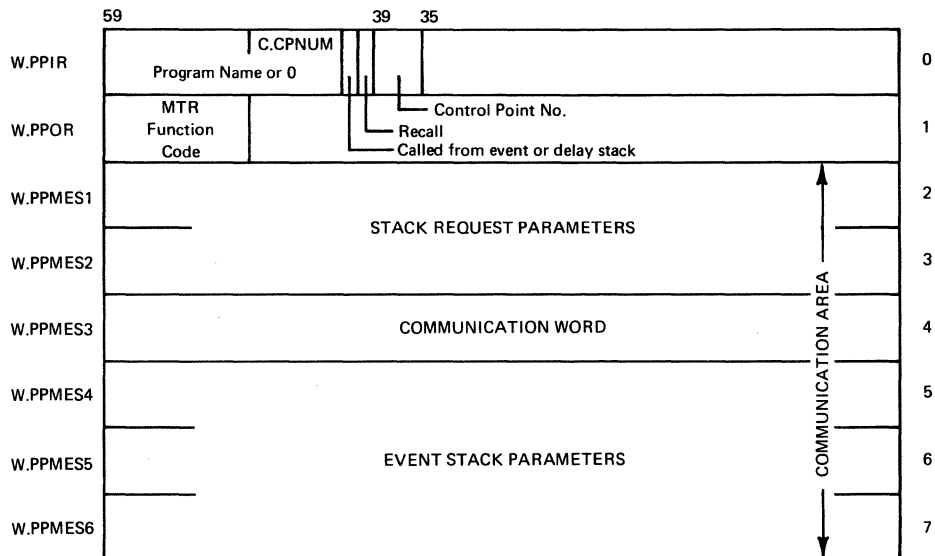 59 39 35
W.PPIR C.CPNUM 0
Program Name or 0
W.PPOR MTR Control Point No. 1
Function Recall
Code Called from event or delay stack
W.PPMES1 2
STACK REQUEST PARAMETERS
W.PPMES2 3
W.PPMES3 COMMUNICATION WORD 4
W.PPMES4 5
W.PPMES5 EVENT STACK PARAMETERS 6
W.PPMES6 7
COMMUNICATION AREA